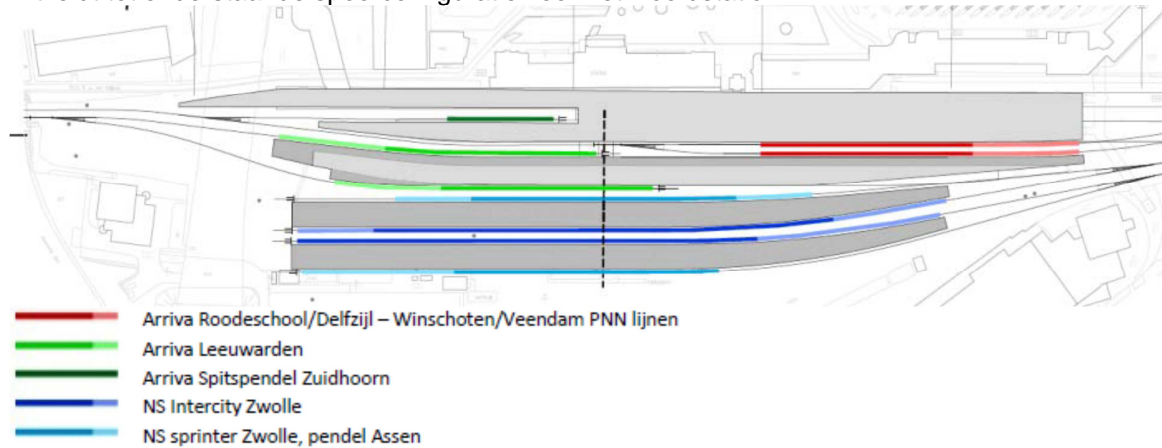 Arriva Roodeschool/Delfzijl – Winschoten/Veendam PNN lijnen
Arriva Leeuwarden
Arriva Spitspendel Zuidhoorn
NS Intercity Zwolle
NS sprinter Zwolle, pendel Assen